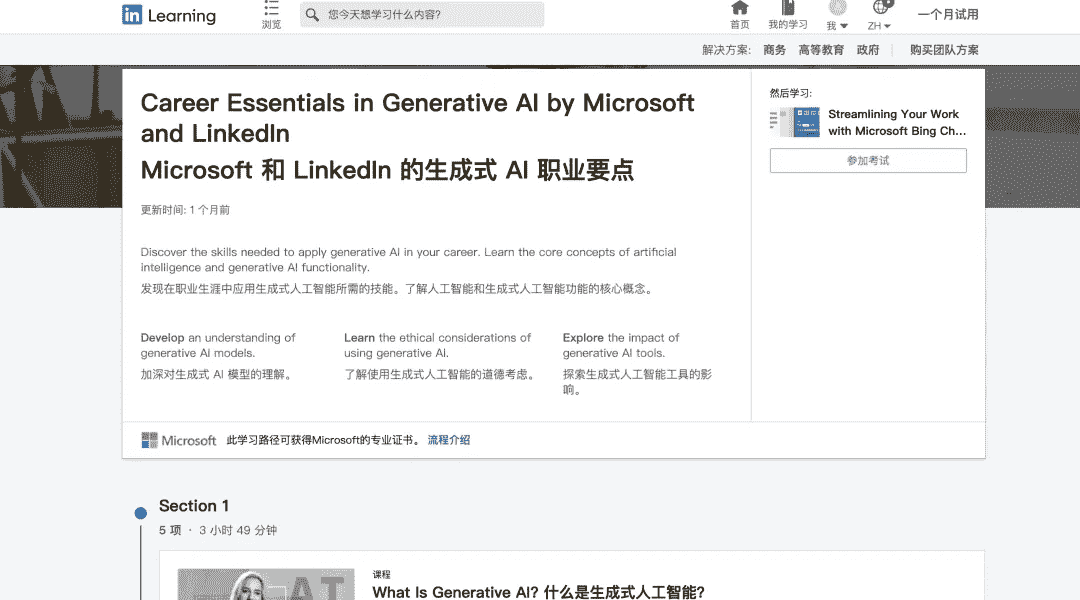 in Learning
浏览
您今天想学习什么内容?
首页
我的学习
我
ZH
一个月试用
解决方案:
商务
高等教育
政府
购买团队方案
Career Essentials in Generative AI by Microsoft
and LinkedIn
Microsoft 和 LinkedIn 的生成式 AI 职业要点
更新时间: 1 个月前
Discover the skills needed to apply generative AI in your career. Learn the core concepts of artificial
intelligence and generative AI functionality.
发现在职业生涯中应用生成式人工智能所需的技能。了解人工智能和生成式人工智能功能的核心概念。
Develop an understanding of
generative AI models.
加深对生成式 AI 模型的理解。
Learn the ethical considerations of
using generative AI.
了解使用生成式人工智能的道德考虑。
Explore the impact of
generative AI tools.
探索生成式人工智能工具的影
响。
Microsoft 此学习路径可获得Microsoft的专业证书。 流程介绍
然后学习:
Streamlining Your Work
with Microsoft Bing Ch...
参加考试
Section 1
5 项 · 3 小时 49 分钟
AI
课程
What Is Generative AI? 什么是生成式人工智能?